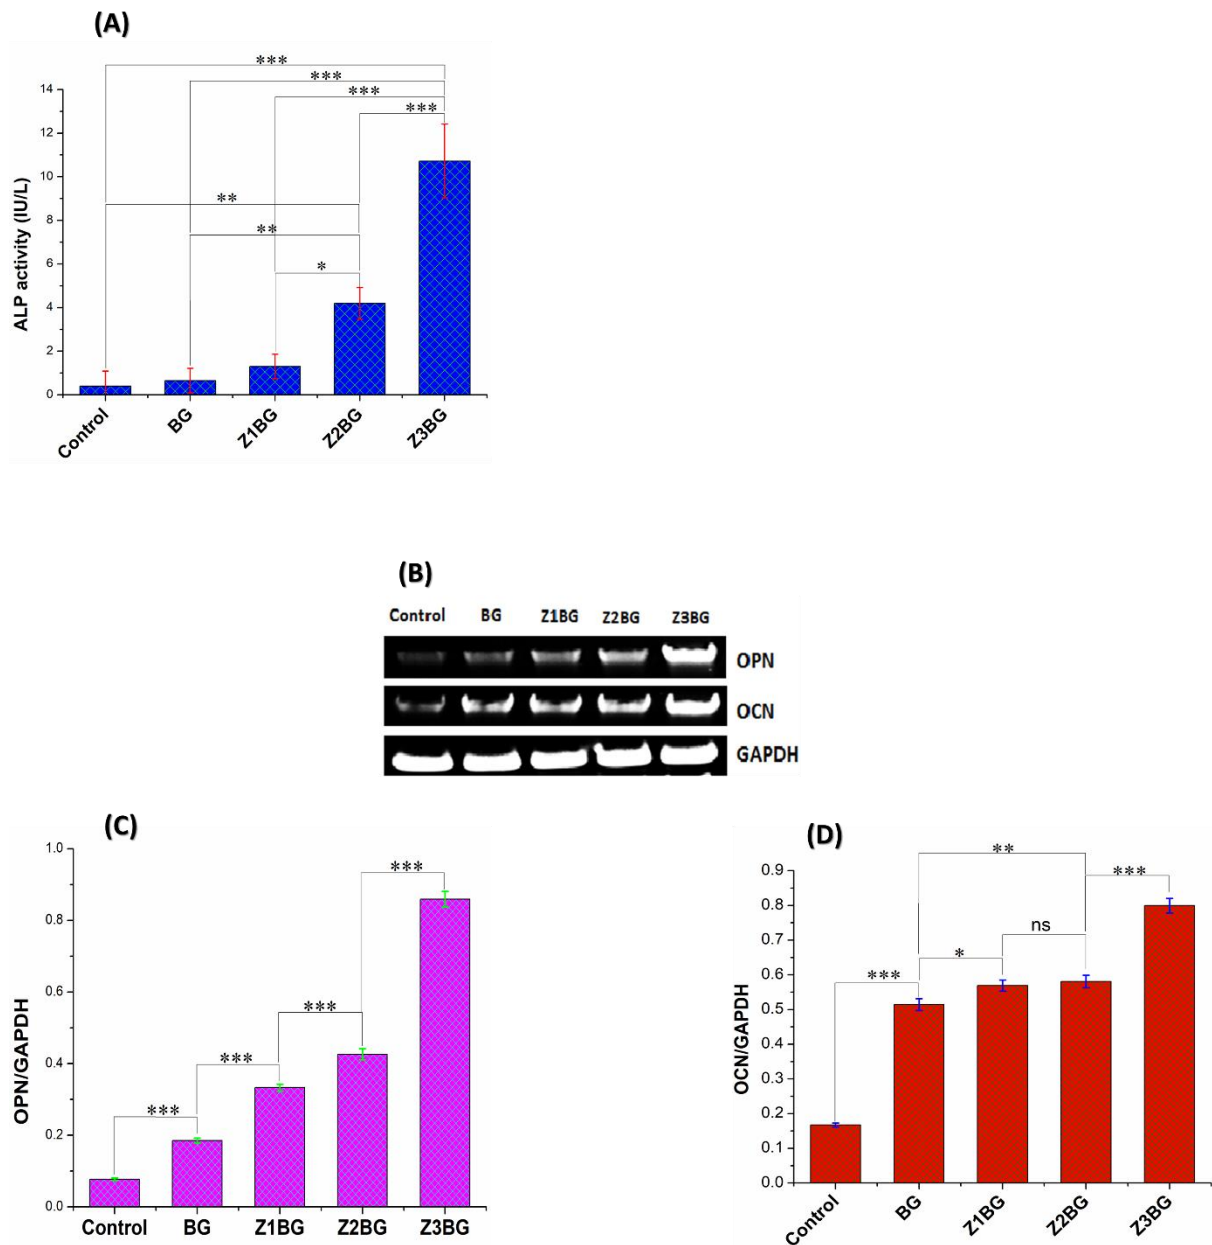 (A)
***
***
***
***
**
**
*
14
12
10
8
6
4
2
0
ALP activity (IU/L)
Control BG Z1BG Z2BG Z3BG
(B)
Control BG Z1BG Z2BG Z3BG
OPN
OCN
GAPDH
(C)
***
***
***
***
1.0
0.8
0.6
0.4
0.2
0.0
OPN/GAPDH
Control BG Z1BG Z2BG Z3BG
(D)
**
***
ns
*
***
0.9
0.8
0.7
0.6
0.5
0.4
0.3
0.2
0.1
0.0
OCN/GAPDH
Control BG Z1BG Z2BG Z3BG